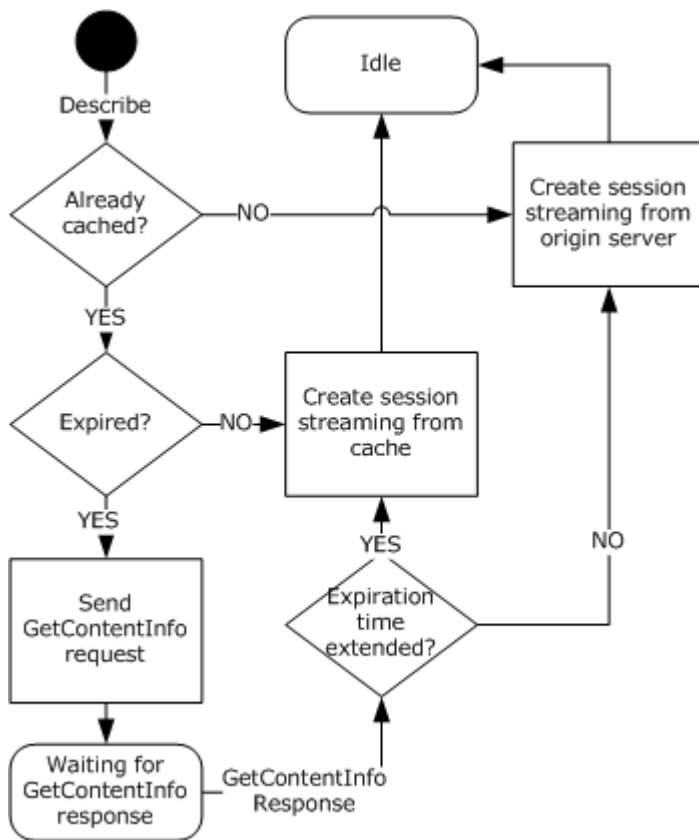 Describe
Idle
Already
cached?
NO
Create session
streaming from
origin server
YES
Expired?
NO
Create session
streaming from
cache
YES
Send
GetContentInfo
request
YES
Expiration
time
extended?
NO
Waiting for
GetContentInfo
response
GetContentInfo
Response